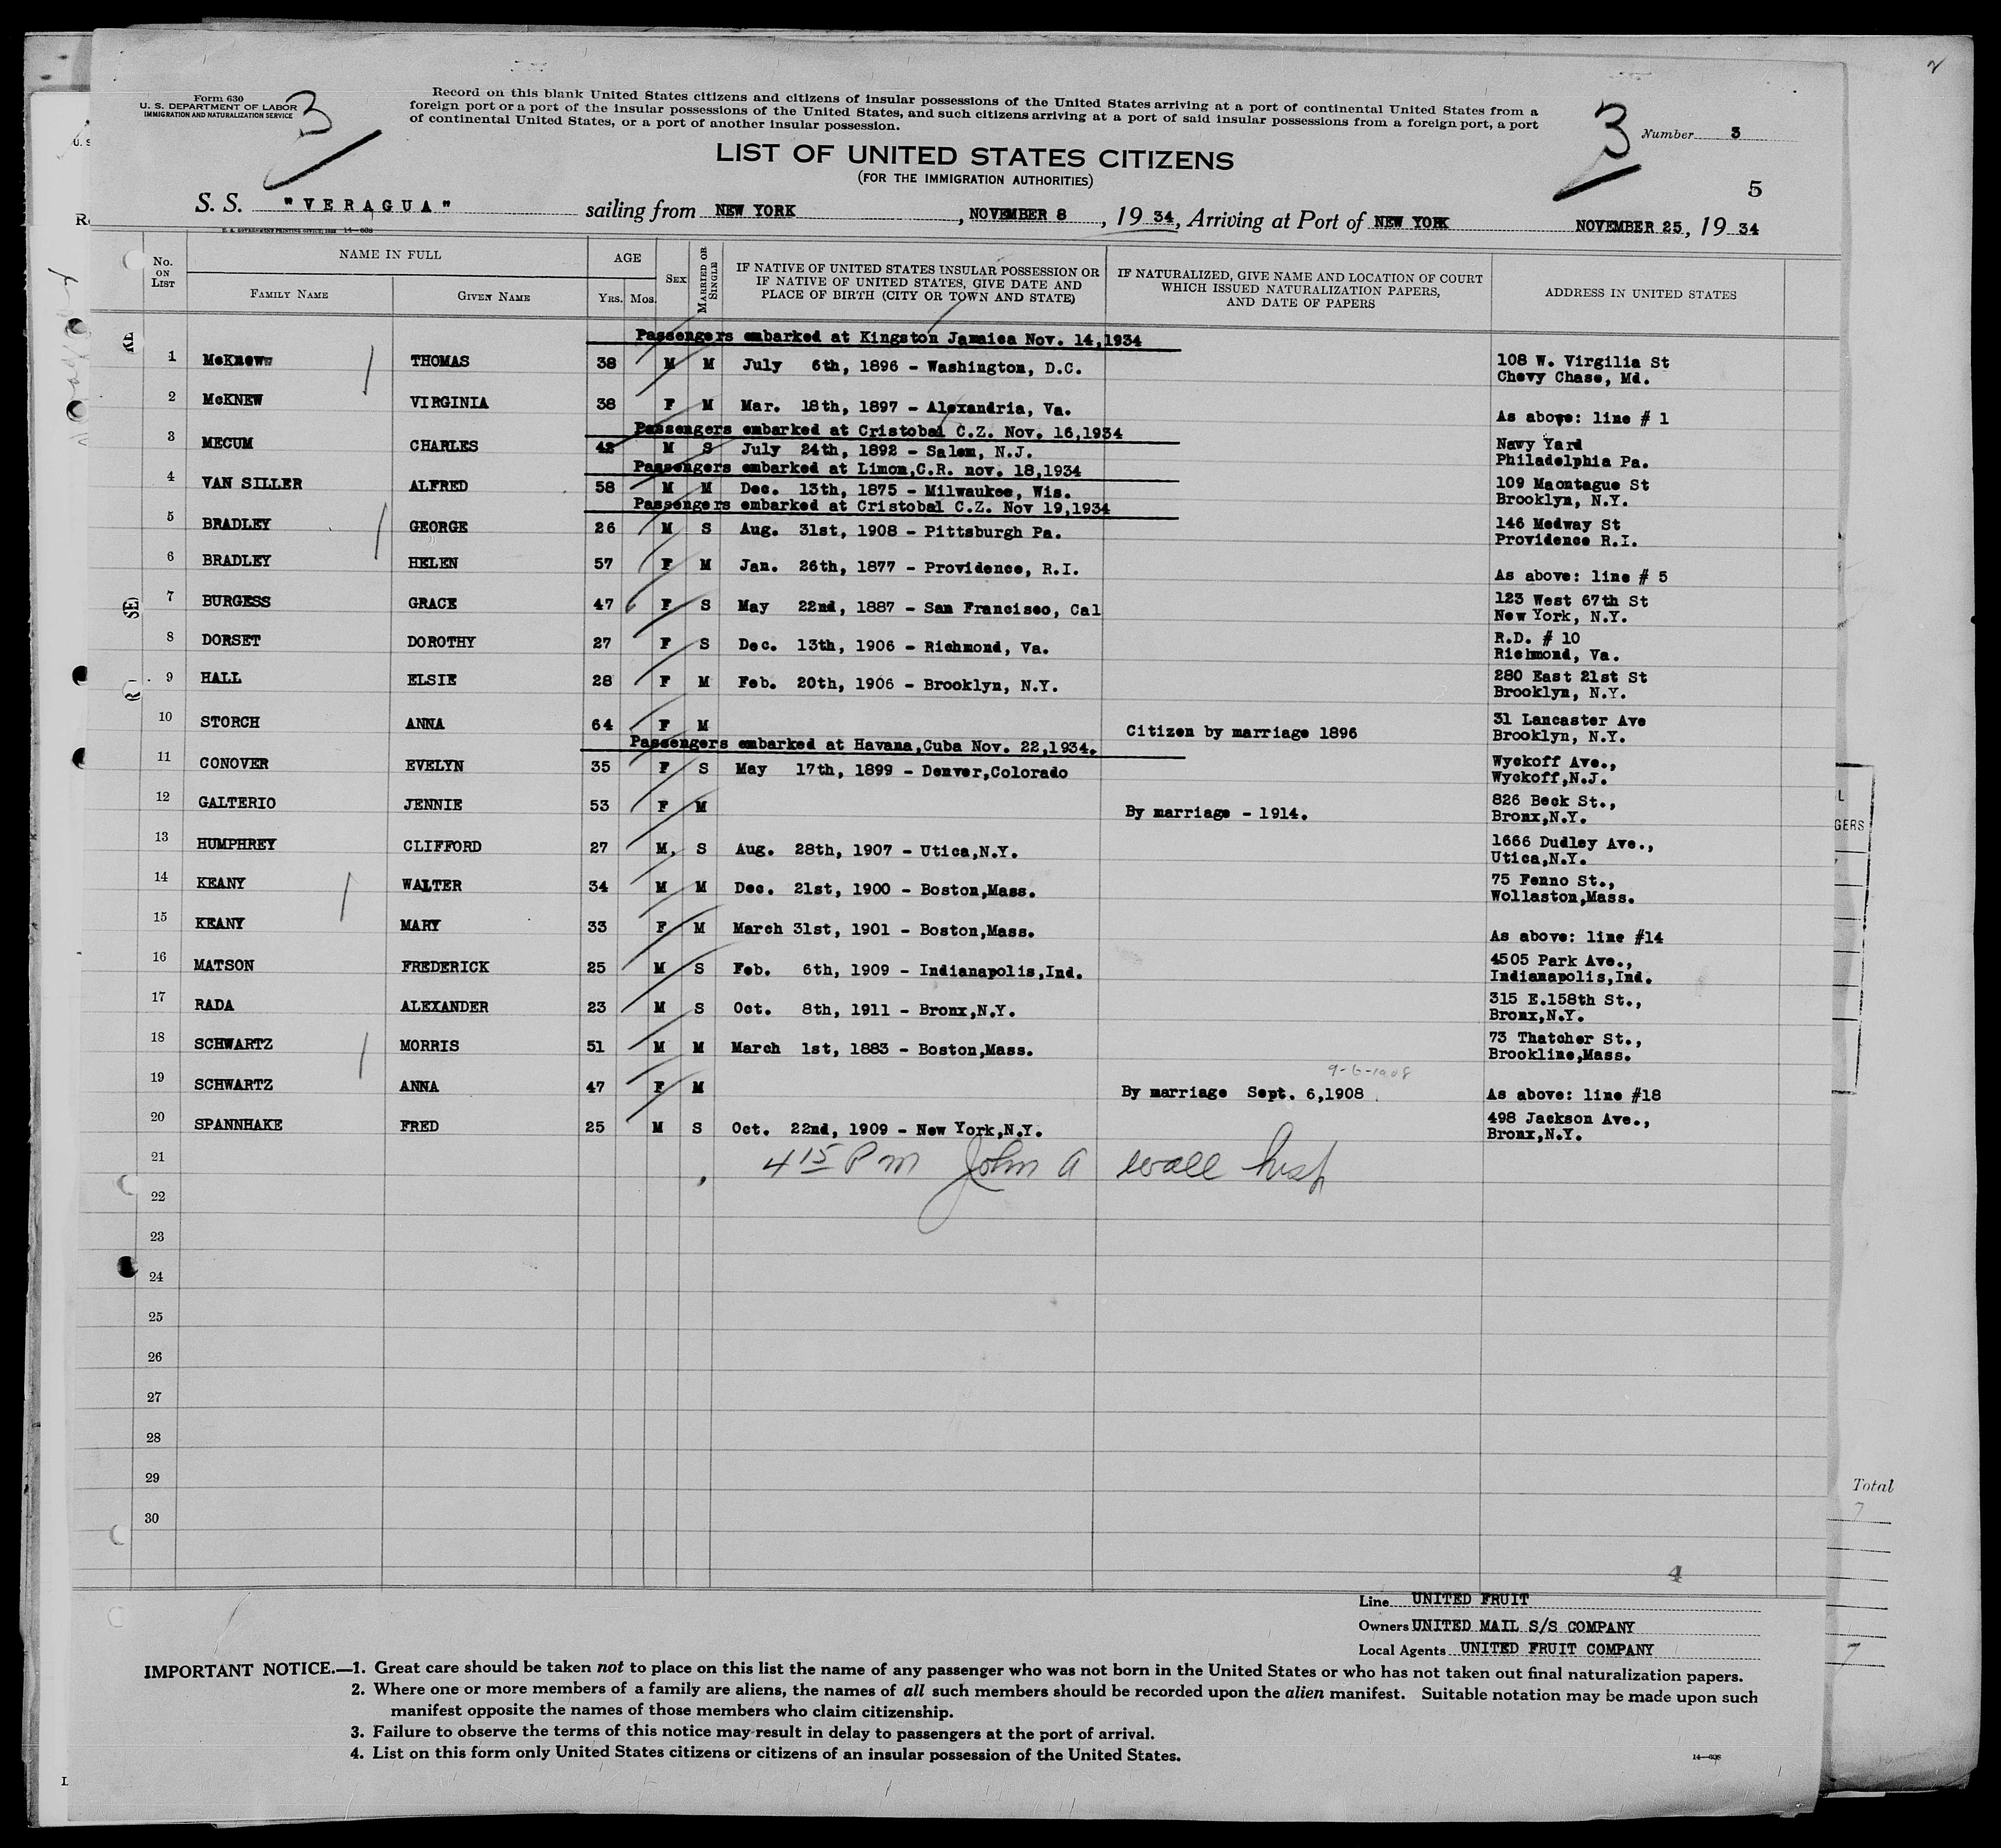 Form 630
U. S. DEPARTMENT OF LABOR
IMMIGRATION AND NATURALIZATION SERVICE
3
Record on this blank United States citizens and citizens of insular possessions of the United States arriving at a port of continental United States from a
foreign port or a port of the insular possessions of the United States, and such citizens arriving at a port of said insular possessions from a foreign port, a port
of continental United States, or a port of another insular possession.
3
Number 3
LIST OF UNITED STATES CITIZENS
(FOR THE IMMIGRATION AUTHORITIES)
5
S. S. "VERAGUA" sailing from NEW YORK, NOVEMBER 8, 1934, Arriving at Port of NEW YORK NOVEMBER 25, 1934
No. ON LIST NAME IN FULL AGE SEX MARRIED OR SINGLE IF NATIVE OF UNITED STATES INSULAR POSSESSION OR IF NATIVE OF UNITED STATES, GIVE DATE AND PLACE OF BIRTH (CITY OR TOWN AND STATE) IF NATURALIZED, GIVE NAME AND LOCATION OF COURT WHICH ISSUED NATURALIZATION PAPERS, AND DATE OF PAPERS ADDRESS IN UNITED STATES
FAMILY NAME GIVEN NAME Yrs. Mos.
Passengers embarked at Kingston Jamaica Nov. 14,1934
1 McKnew THOMAS 38 M M July 6th, 1896 - Washington, D.C. 108 W. Virgilia St
Chevy Chase, Md.
2 McKNEW VIRGINIA 38 F M Mar. 18th, 1897 - Alexandria, Va. As above: line # 1
Passengers embarked at Cristobal C.Z. Nov. 16,1934
3 MECUM CHARLES 42 M S July 24th, 1892 - Salem, N.J. Navy Yard
Philadelphia Pa.
Passengers embarked at Limon,C.R. nov. 18,1934
4 VAN SILLER ALFRED 58 M M Dec. 13th, 1875 - Milwaukee, Wis. 109 Maontague St
Brooklyn, N.Y.
Passengers embarked at Cristobal C.Z. Nov 19,1934
5 BRADLEY GEORGE 26 M S Aug. 31st, 1908 - Pittsburgh Pa. 146 Medway St
Providence R.I.
6 BRADLEY HELEN 57 F M Jan. 26th, 1877 - Providence, R.I. As above: line # 5
7 BURGESS GRACE 47 F S May 22nd, 1887 - San Francisco, Cal 123 West 67th St
New York, N.Y.
8 DORSET DOROTHY 27 F S Dec. 13th, 1906 - Richmond, Va. R.D. # 10
Richmond, Va.
9 HALL ELSIE 28 F M Feb. 20th, 1906 - Brooklyn, N.Y. 280 East 21st St
Brooklyn, N.Y.
10 STORCH ANNA 64 F M Citizen by marriage 1896 31 Lancaster Ave
Brooklyn, N.Y.
Passengers embarked at Havana,Cuba Nov. 22,1934.
11 CONOVER EVELYN 35 F S May 17th, 1899 - Denver,Colorado Wyckoff Ave.,
Wyckoff,N.J.
12 GALTERIO JENNIE 53 F M By marriage - 1914. 826 Beck St.,
Bronx,N.Y.
13 HUMPHREY CLIFFORD 27 M. S Aug. 28th, 1907 - Utica,N.Y. 1666 Dudley Ave.,
Utica,N.Y.
14 KEANY WALTER 34 M M Dec. 21st, 1900 - Boston,Mass. 75 Fenno St.,
Wollaston,Mass.
15 KEANY MARY 33 F M March 31st, 1901 - Boston,Mass. As above: line #14
16 MATSON FREDERICK 25 M S Feb. 6th, 1909 - Indianapolis,Ind. 4505 Park Ave.,
Indianapolis,Ind.
17 RADA ALEXANDER 23 M S Oct. 8th, 1911 - Bronx,N.Y. 315 E.158th St.,
Bronx,N.Y.
18 SCHWARTZ MORRIS 51 M M March 1st, 1883 - Boston,Mass. 73 Thatcher St.,
Brookline,Mass.
9-6-1908
19 SCHWARTZ ANNA 47 F M By marriage Sept. 6,1908 As above: line #18
20 SPANNHAKE FRED 25 M S Oct. 22nd, 1909 - New York,N.Y. 498 Jackson Ave.,
Bronx,N.Y.
21 4 15 Pm John A wall Insp
22
23
24
25
26
27
28
29
30
4
Line UNITED FRUIT
Owners UNITED MAIL S/S COMPANY
Local Agents UNITED FRUIT COMPANY
IMPORTANT NOTICE.—1. Great care should be taken not to place on this list the name of any passenger who was not born in the United States or who has not taken out final naturalization papers.
2. Where one or more members of a family are aliens, the names of all such members should be recorded upon the alien manifest. Suitable notation may be made upon such
manifest opposite the names of those members who claim citizenship.
3. Failure to observe the terms of this notice may result in delay to passengers at the port of arrival.
4. List on this form only United States citizens or citizens of an insular possession of the United States.
Total
7
7